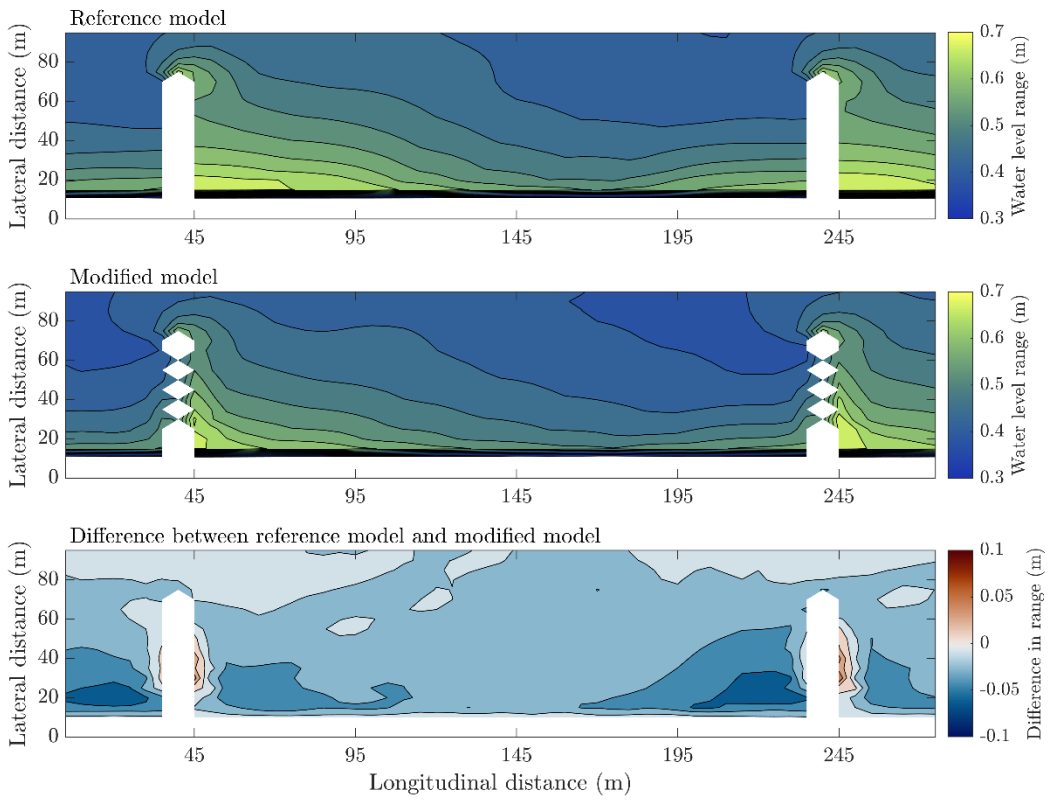 Reference model
Lateral distance (m)
80
60
40
20
0
45 95 145 195 245
0.7
0.6
0.5
0.4
0.3
Water level range (m)
Modified model
Lateral distance (m)
80
60
40
20
0
45 95 145 195 245
0.7
0.6
0.5
0.4
0.3
Water level range (m)
Difference between reference model and modified model
Lateral distance (m)
80
60
40
20
0
45 95 145 195 245
Longitudinal distance (m)
0.1
0.05
0
-0.05
-0.1
Difference in range (m)